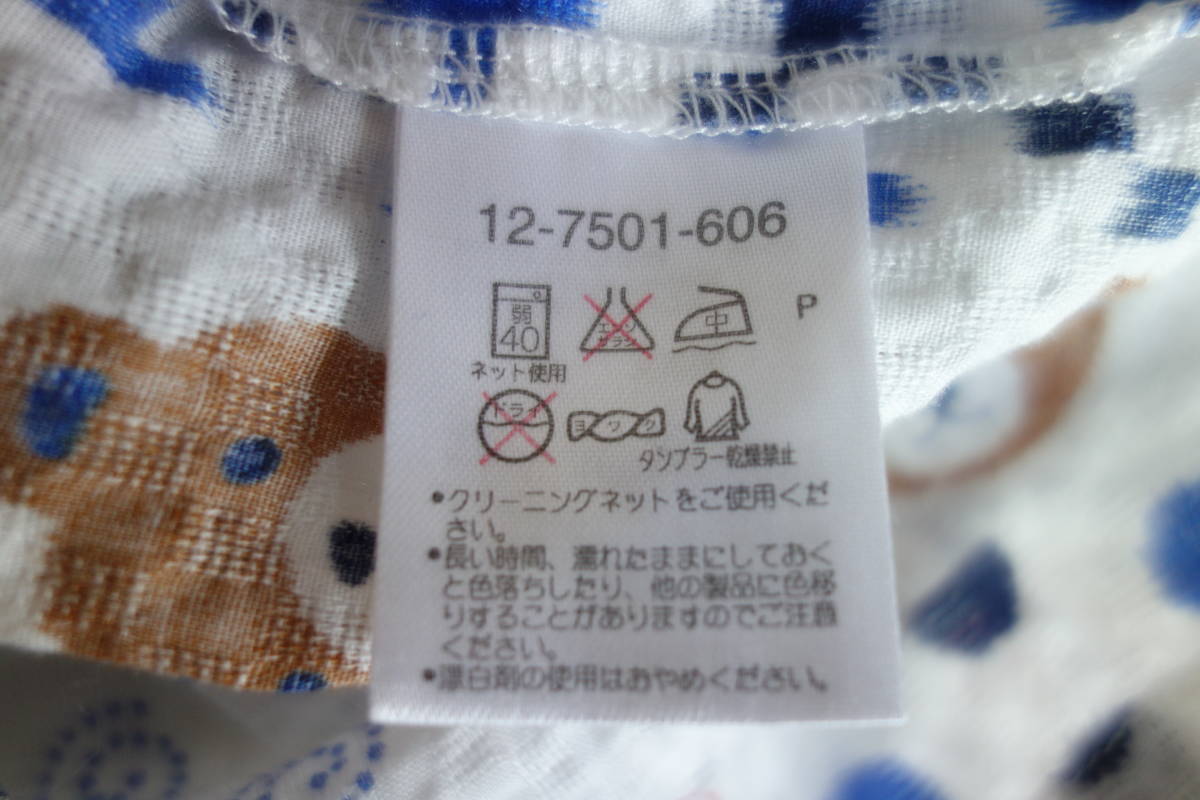 12-7501-606
弱
40
エンソ
サラシ
中
P
ネット使用
ドライ
ヨワク
タンブラー乾燥禁止
•クリーニングネットをご使用くだ
さい。
•長い時間、濡れたままにしておく
と色落ちしたり、他の製品に色移
りすることがありますのでご注意
ください。
•漂白剤の使用はおやめください。